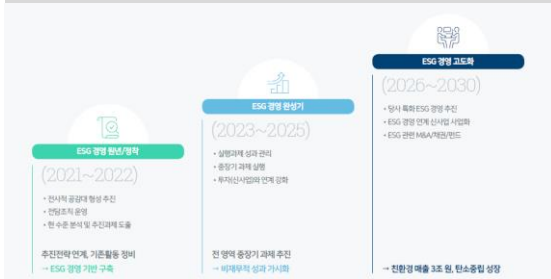 ESG 경영 원년/정착
(2021~2022)
• 전사적 공감대 형성 추진
• 전담조직 운영
• 현 수준 분석 및 추진과제 도출
추진전략 연계, 기존활동 정비
→ ESG 경영 기반 구축
ESG 경영 완성기
(2023~2025)
• 실행과제 성과 관리
• 중장기 과제 실행
• 투자(신사업)와 연계 강화
전 영역 중장기 과제 추진
→ 비재무적 성과 가시화
ESG 경영 고도화
(2026~2030)
• 당사 특화 ESG 경영 추진
• ESG 경영 연계 신사업 사업화
• ESG 관련 M&A/채권/펀드
→ 친환경 매출 3조 원, 탄소중립 성장